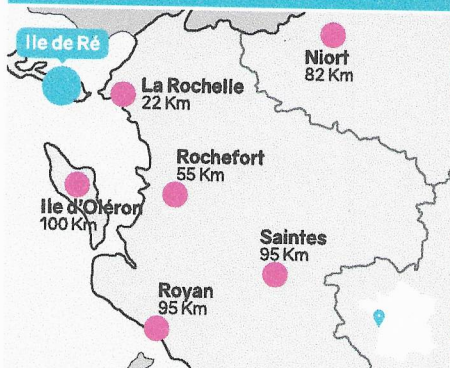 Ile de Ré
Niort
82 Km
La Rochelle
22 Km
Rochefort
55 Km
Ile d'Oléron
100 Km
Saintes
95 Km
Royan
95 Km